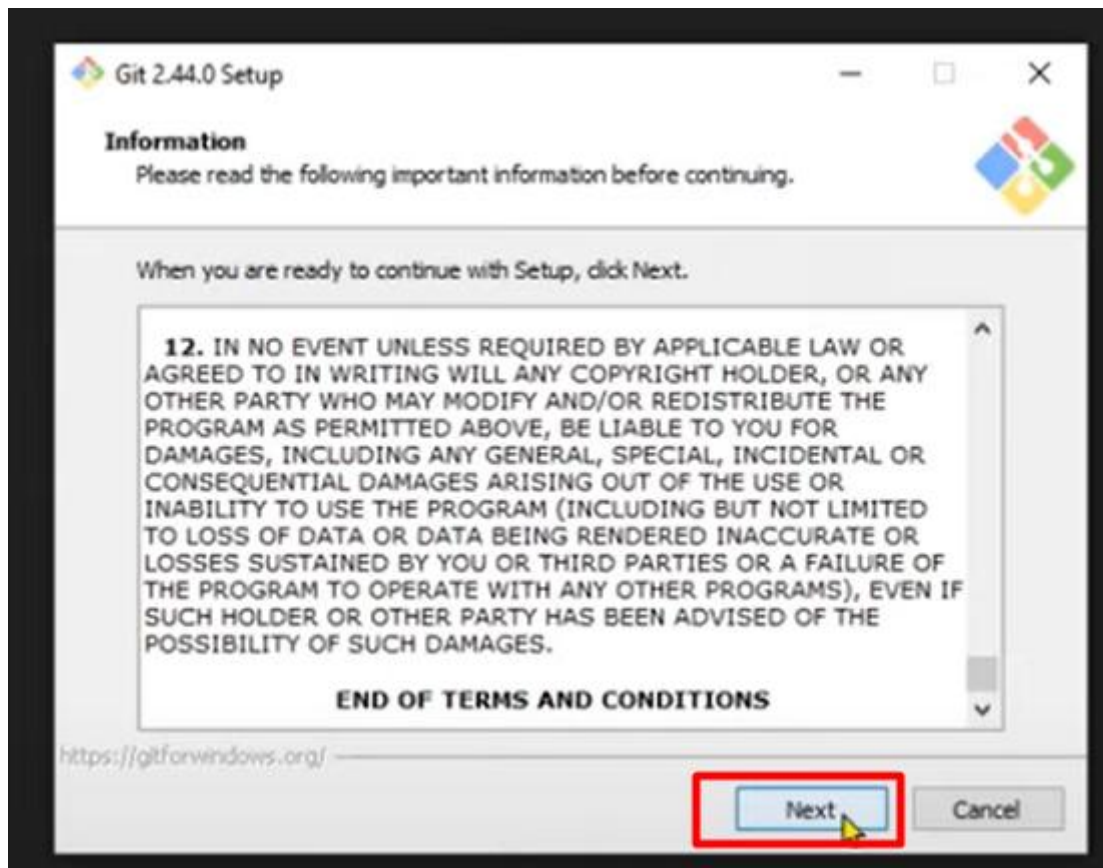 Git 2.44.0 Setup
Information
Please read the following important information before continuing.
When you are ready to continue with Setup, click Next.
12. IN NO EVENT UNLESS REQUIRED BY APPLICABLE LAW OR
AGREED TO IN WRITING WILL ANY COPYRIGHT HOLDER, OR ANY
OTHER PARTY WHO MAY MODIFY AND/OR REDISTRIBUTE THE
PROGRAM AS PERMITTED ABOVE, BE LIABLE TO YOU FOR
DAMAGES, INCLUDING ANY GENERAL, SPECIAL, INCIDENTAL OR
CONSEQUENTIAL DAMAGES ARISING OUT OF THE USE OR
INABILITY TO USE THE PROGRAM (INCLUDING BUT NOT LIMITED
TO LOSS OF DATA OR DATA BEING RENDERED INACCURATE OR
LOSSES SUSTAINED BY YOU OR THIRD PARTIES OR A FAILURE OF
THE PROGRAM TO OPERATE WITH ANY OTHER PROGRAMS), EVEN IF
SUCH HOLDER OR OTHER PARTY HAS BEEN ADVISED OF THE
POSSIBILITY OF SUCH DAMAGES.
END OF TERMS AND CONDITIONS
https://gitforwindows.org/
Next
Cancel